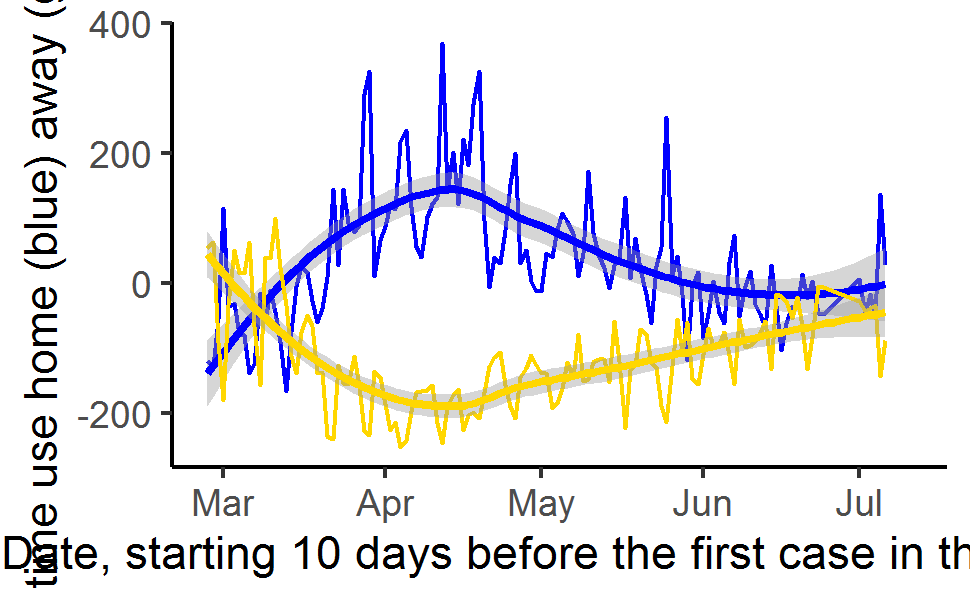 time use home (blue) away (
400
200
0
-200
Mar Apr May Jun Jul
Date, starting 10 days before the first case in th